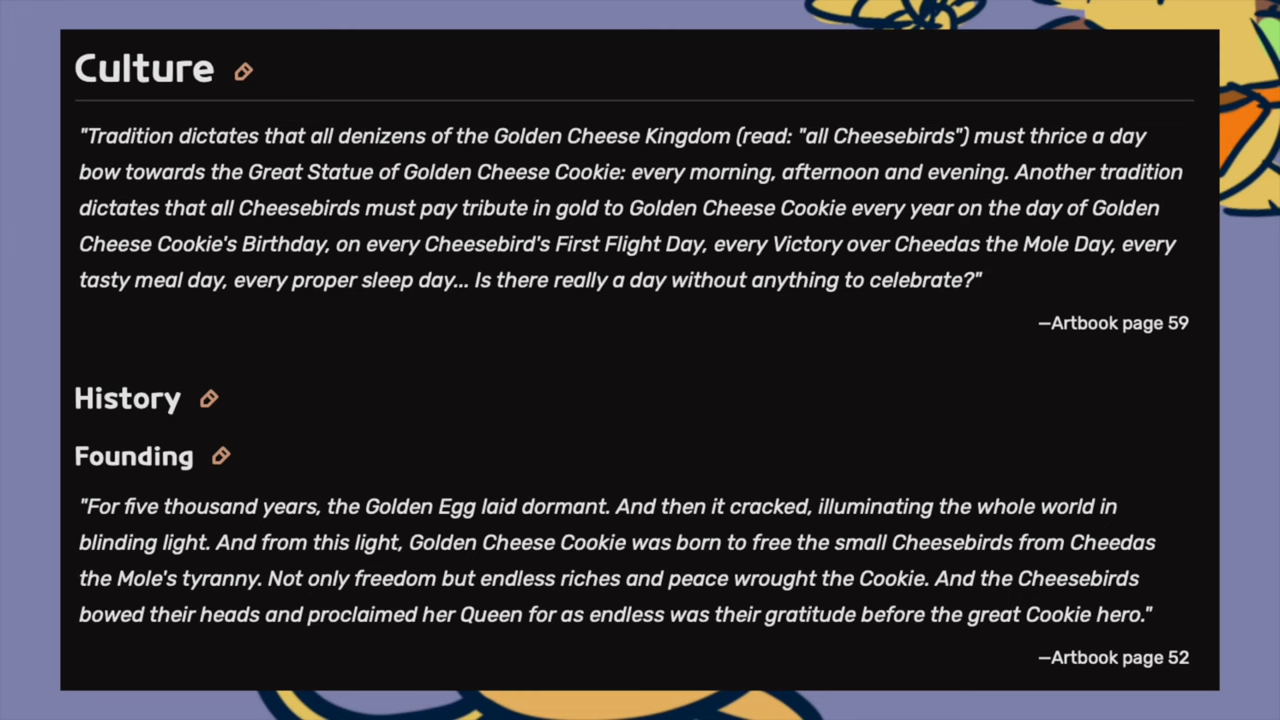 Culture
"Tradition dictates that all denizens of the Golden Cheese Kingdom (read: "all Cheesebirds") must thrice a day
bow towards the Great Statue of Golden Cheese Cookie: every morning, afternoon and evening. Another tradition
dictates that all Cheesebirds must pay tribute in gold to Golden Cheese Cookie every year on the day of Golden
Cheese Cookie's Birthday, on every Cheesebird's First Flight Day, every Victory over Cheedas the Mole Day, every
tasty meal day, every proper sleep day... Is there really a day without anything to celebrate?"
—Artbook page 59
History
Founding
"For five thousand years, the Golden Egg laid dormant. And then it cracked, illuminating the whole world in
blinding light. And from this light, Golden Cheese Cookie was born to free the small Cheesebirds from Cheedas
the Mole's tyranny. Not only freedom but endless riches and peace wrought the Cookie. And the Cheesebirds
bowed their heads and proclaimed her Queen for as endless was their gratitude before the great Cookie hero."
—Artbook page 52